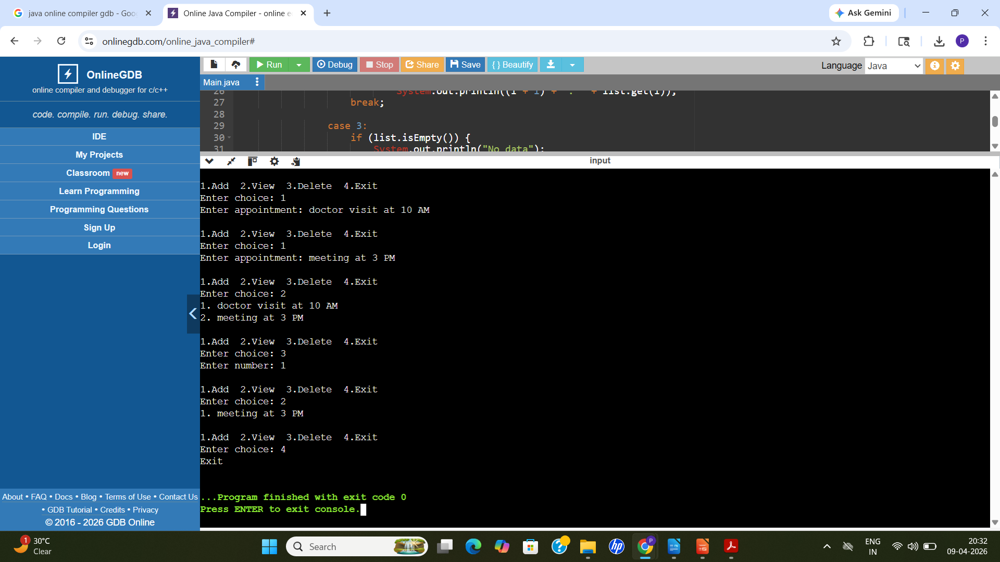 java online compiler gdb - Goo
Online Java Compiler - online e
Ask Gemini
onlinegdb.com/online_java_compiler#
P
OnlineGDB
online compiler and debugger for c/c++
code. compile. run. debug. share.
IDE
My Projects
Classroom new
Learn Programming
Programming Questions
Sign Up
Login
About • FAQ • Docs • Blog • Terms of Use • Contact Us
• GDB Tutorial • Credits • Privacy
© 2016 - 2026 GDB Online
Run
Debug
Stop
Share
Save
{ } Beautify
Language Java
Main.java
26 System.out.println((i + 1) + ". " + list.get(i));
27 break;
28
29 case 3:
30 if (list.isEmpty()) {
31 System.out.println("No data");
input
1.Add 2.View 3.Delete 4.Exit
Enter choice: 1
Enter appointment: doctor visit at 10 AM
1.Add 2.View 3.Delete 4.Exit
Enter choice: 1
Enter appointment: meeting at 3 PM
1.Add 2.View 3.Delete 4.Exit
Enter choice: 2
1. doctor visit at 10 AM
2. meeting at 3 PM
1.Add 2.View 3.Delete 4.Exit
Enter choice: 3
Enter number: 1
1.Add 2.View 3.Delete 4.Exit
Enter choice: 2
1. meeting at 3 PM
1.Add 2.View 3.Delete 4.Exit
Enter choice: 4
Exit
...Program finished with exit code 0
Press ENTER to exit console.
1
30°C
Clear
Search
hp
P
ENG
IN
20:32
09-04-2026